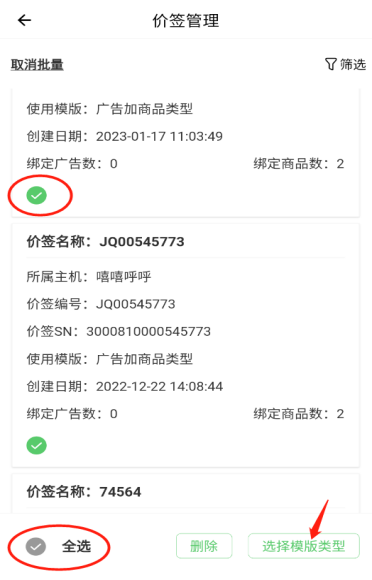 价签管理
取消批量 筛选
使用模版：广告加商品类型
创建日期：2023-01-17 11:03:49
绑定广告数：0 绑定商品数：2
价签名称：JQ00545773
所属主机：嘻嘻呼呼
价签编号：JQ00545773
价签SN：3000810000545773
使用模版：广告加商品类型
创建日期：2022-12-22 14:08:44
绑定广告数：0 绑定商品数：2
价签名称：74564
全选 删除 选择模版类型